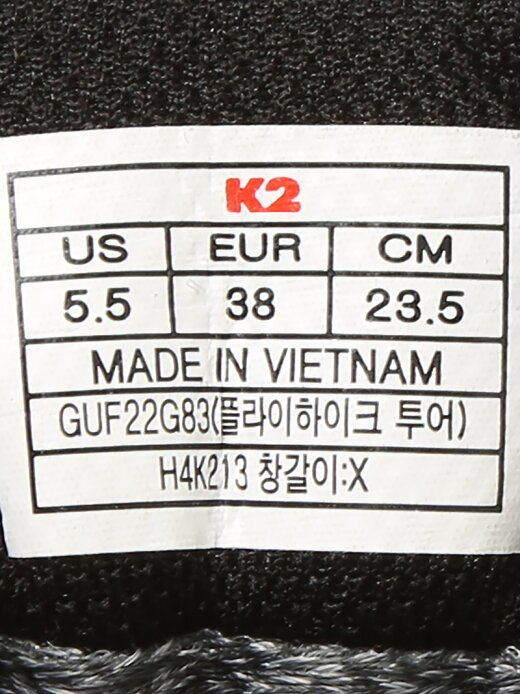 K2
US EUR CM
5.5 38 23.5
MADE IN VIETNAM
GUF22G83(플라이하이크 투어)
H4K213 창갈이:X